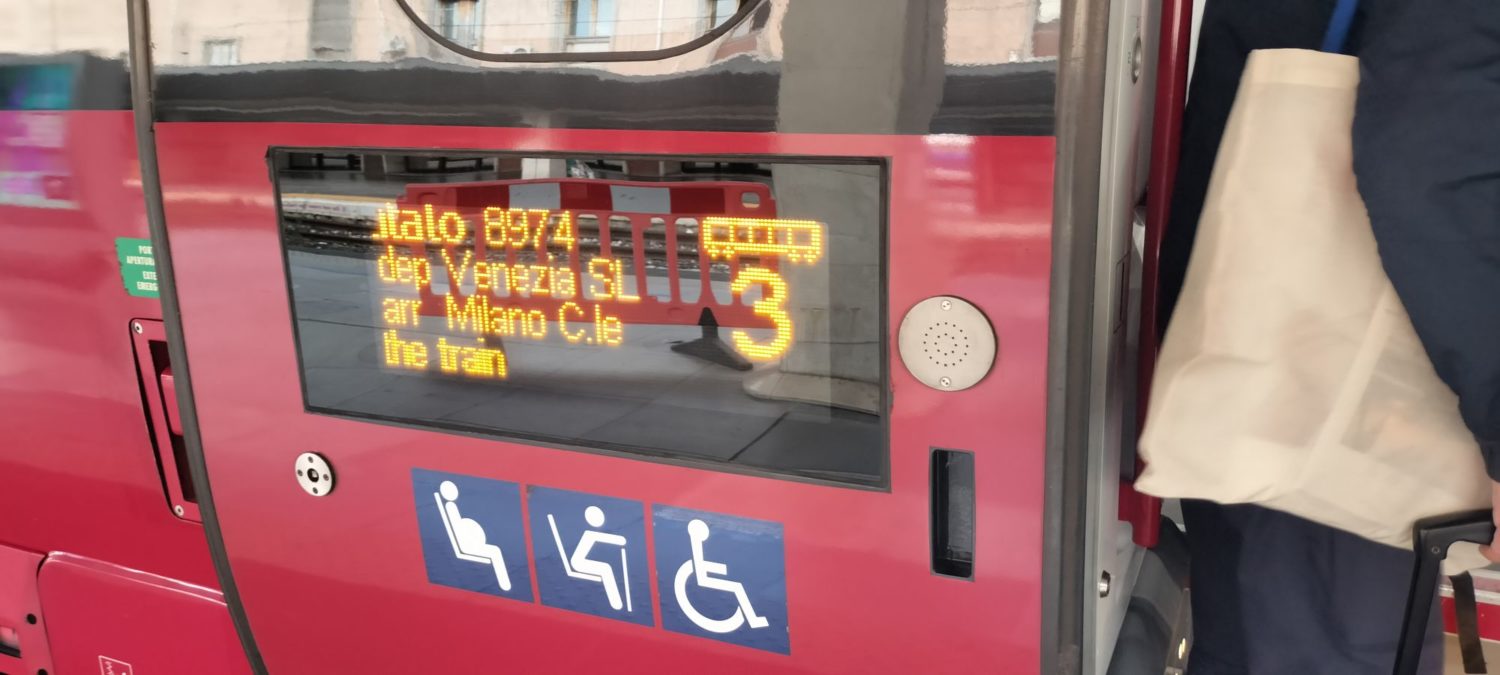 italo 8974
dep Venezia SL
arr Milano C.le
the train
3